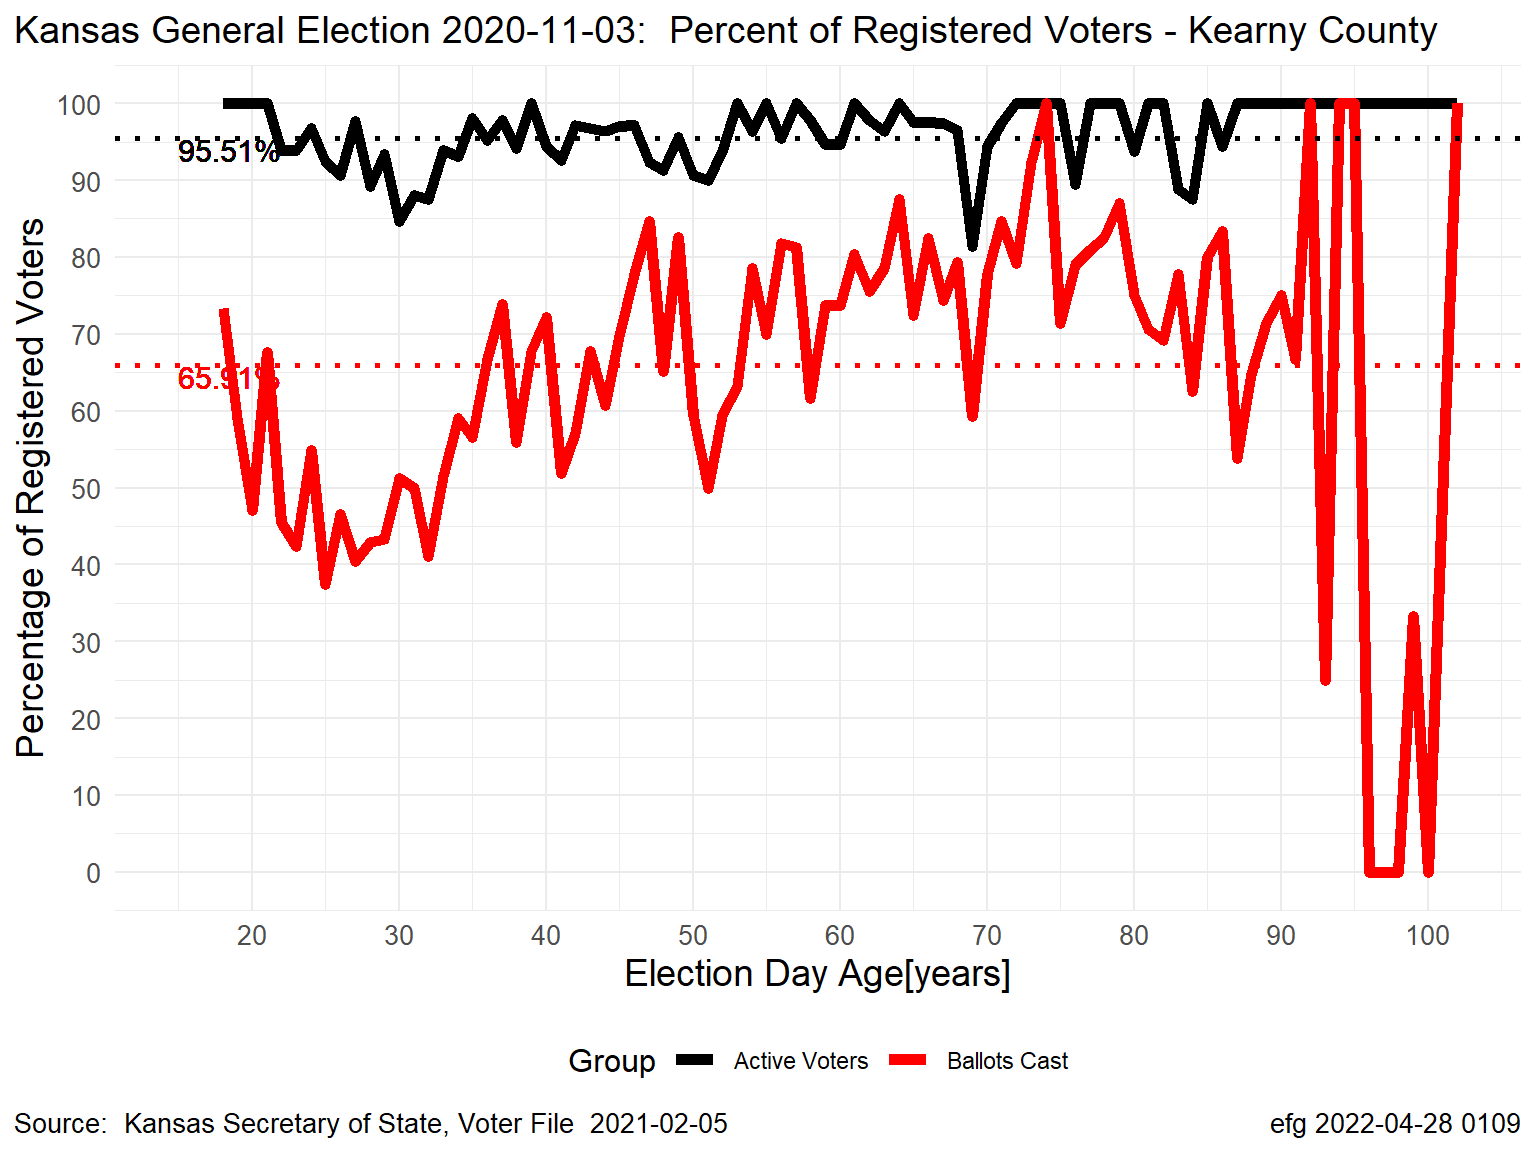 Kansas General Election 2020-11-03:  Percent of Registered Voters - Kearny County
Percentage of Registered Voters
100
90
80
70
60
50
40
30
20
10
0
95.51%
65.91%
20 30 40 50 60 70 80 90 100
Election Day Age[years]
Group Active Voters Ballots Cast
Source:  Kansas Secretary of State, Voter File  2021-02-05
efg 2022-04-28 0109